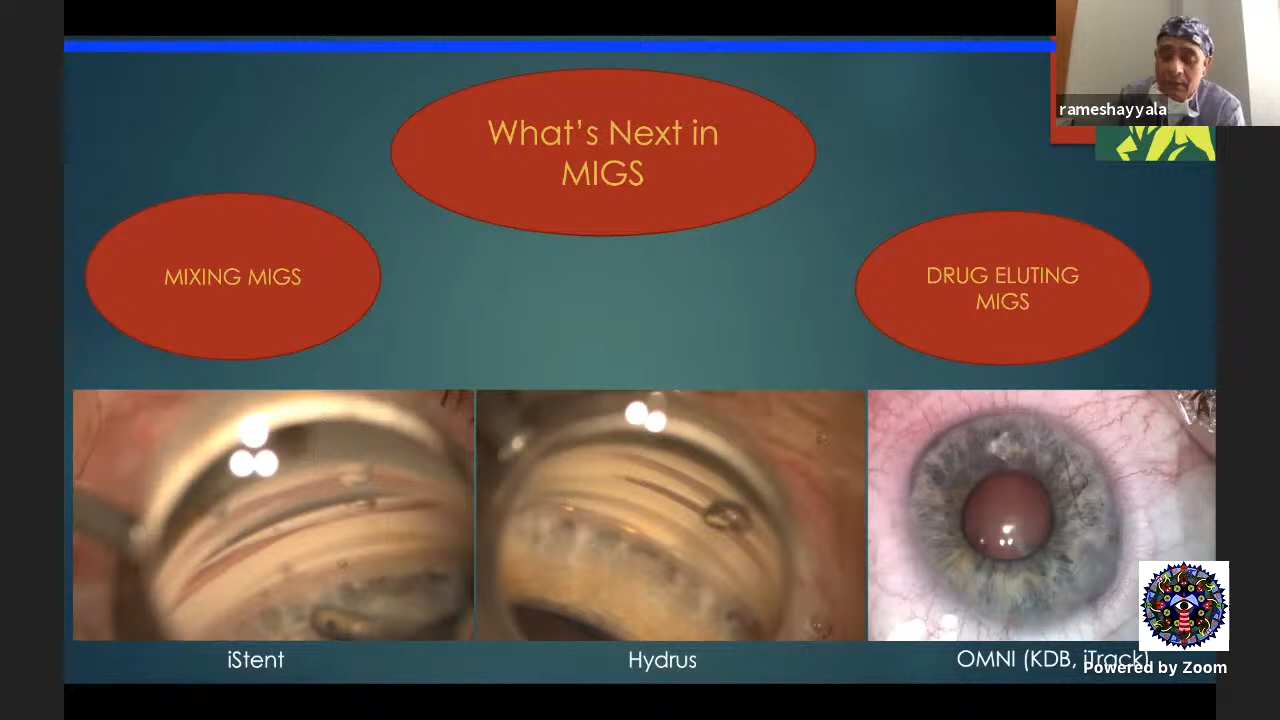 rameshayyala
What's Next in
MIGS
MIXING MIGS
DRUG ELUTING
MIGS
iStent
Hydrus
OMNI (KDB, iTrack)
Powered by Zoom